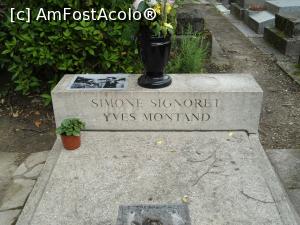 [c] AmFostAcolo®
SIMONE SIGNORET
YVES MONTAND